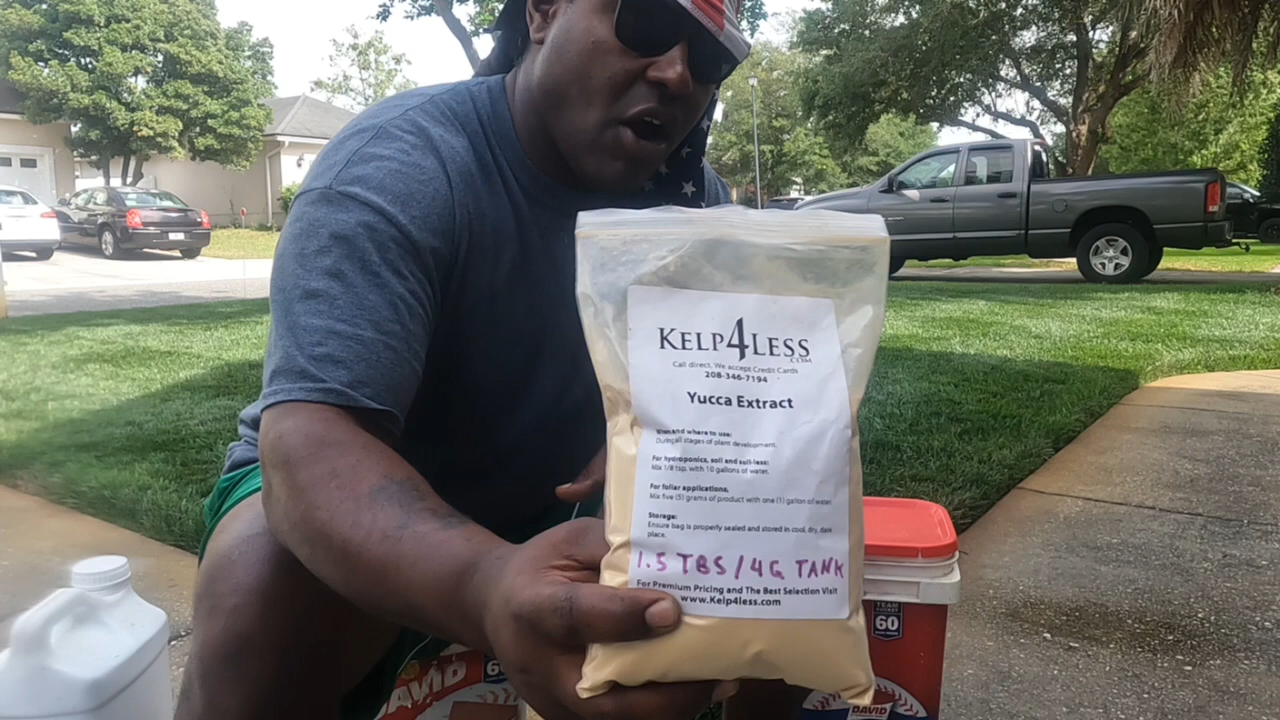 KELP4LESS
.COM
Call direct, We accept Credit Cards
208-346-7194
Yucca Extract
When and where to use:
During all stages of plant development.
For hydroponics, soil and soil-less:
Mix 1/8 tsp. with 10 gallons of water.
For foliar applications,
Mix five (5) grams of product with one (1) gallon of water.
Storage:
Ensure bag is properly sealed and stored in cool, dry, dark
place.
1.5 TBS/4G TANK
For Premium Pricing and The Best Selection Visit
www.Kelp4less.com
TEAM
60
DAVID
6
DAVID